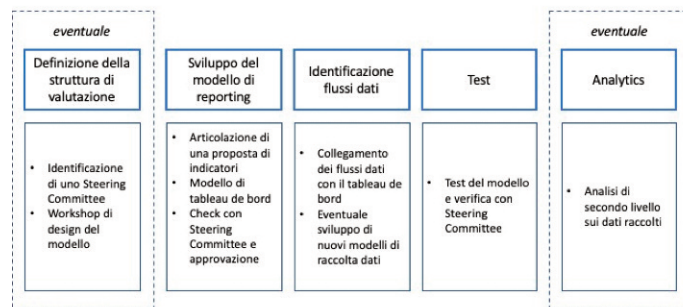 eventuale
eventuale
Definizione della
struttura di
valutazione
Sviluppo del
modello di
reporting
Identificazione
flussi dati
Test
Analytics
• Identificazione
di uno Steering
Committee
• Workshop di
design del
modello
• Articolazione di
una proposta di
indicatori
• Modello di
tableau de bord
• Check con
Steering
Committee e
approvazione
• Collegamento
dei flussi dati
con il tableau de
bord
• Eventuale
sviluppo di
nuovi modelli di
raccolta dati
• Test del modello
e verifica con
Steering
Committee
• Analisi di
secondo livello
sui dati raccolti